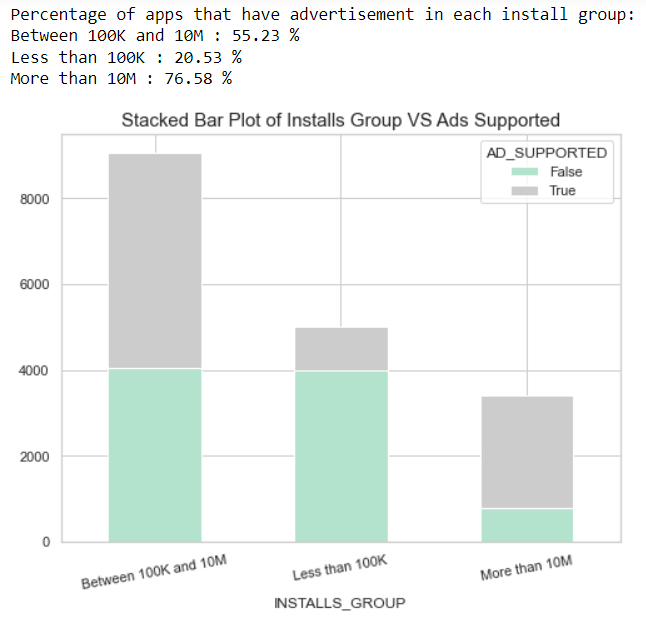 Percentage of apps that have advertisement in each install group:
Between 100K and 10M : 55.23 %
Less than 100K : 20.53 %
More than 10M : 76.58 %
Stacked Bar Plot of Installs Group VS Ads Supported
AD_SUPPORTED
False
True
8000
6000
4000
2000
0
Between 100K and 10M
Less than 100K
More than 10M
INSTALLS_GROUP